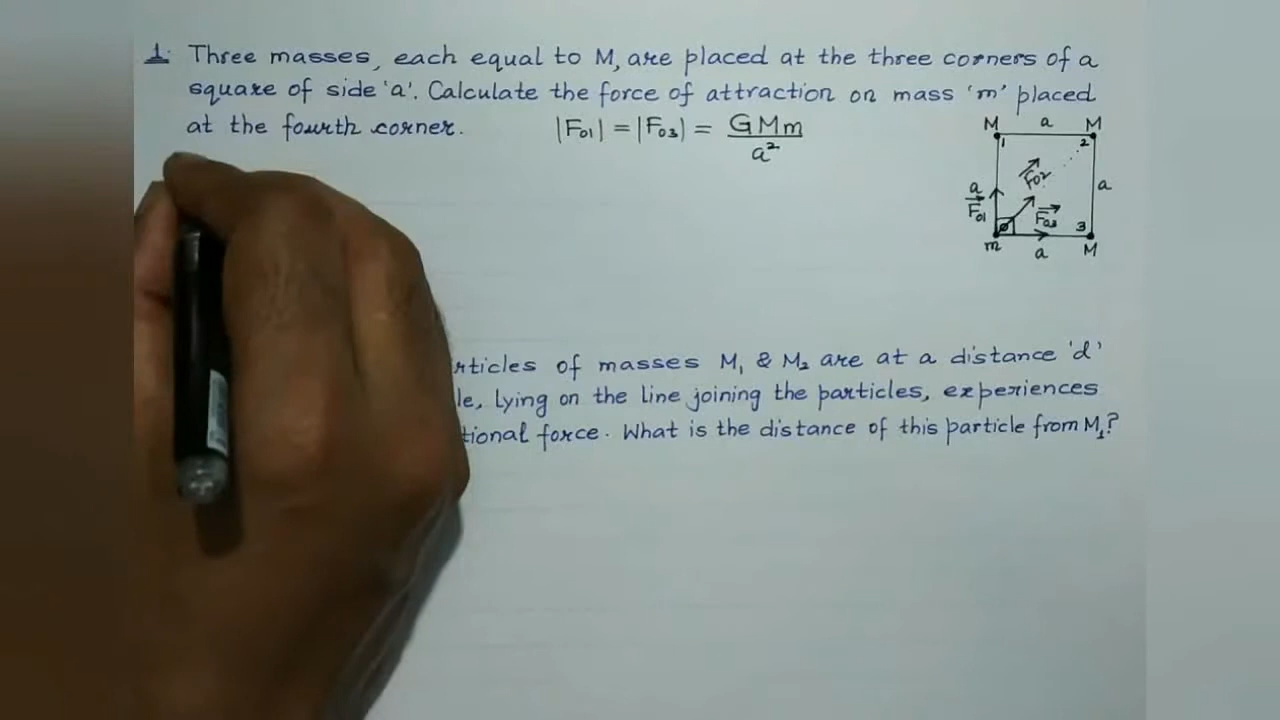 1. Three masses, each equal to M, are placed at the three corners of a
square of side 'a'. Calculate the force of attraction on mass 'm' placed
at the fourth corner.
|F01| = |F03| = GMm / a²
M a M
1 2
F02
a a
F01 F03 3
m a M
rticles of masses M1 & M2 are at a distance 'd'
le, lying on the line joining the particles, experiences
tional force. What is the distance of this particle from M1?